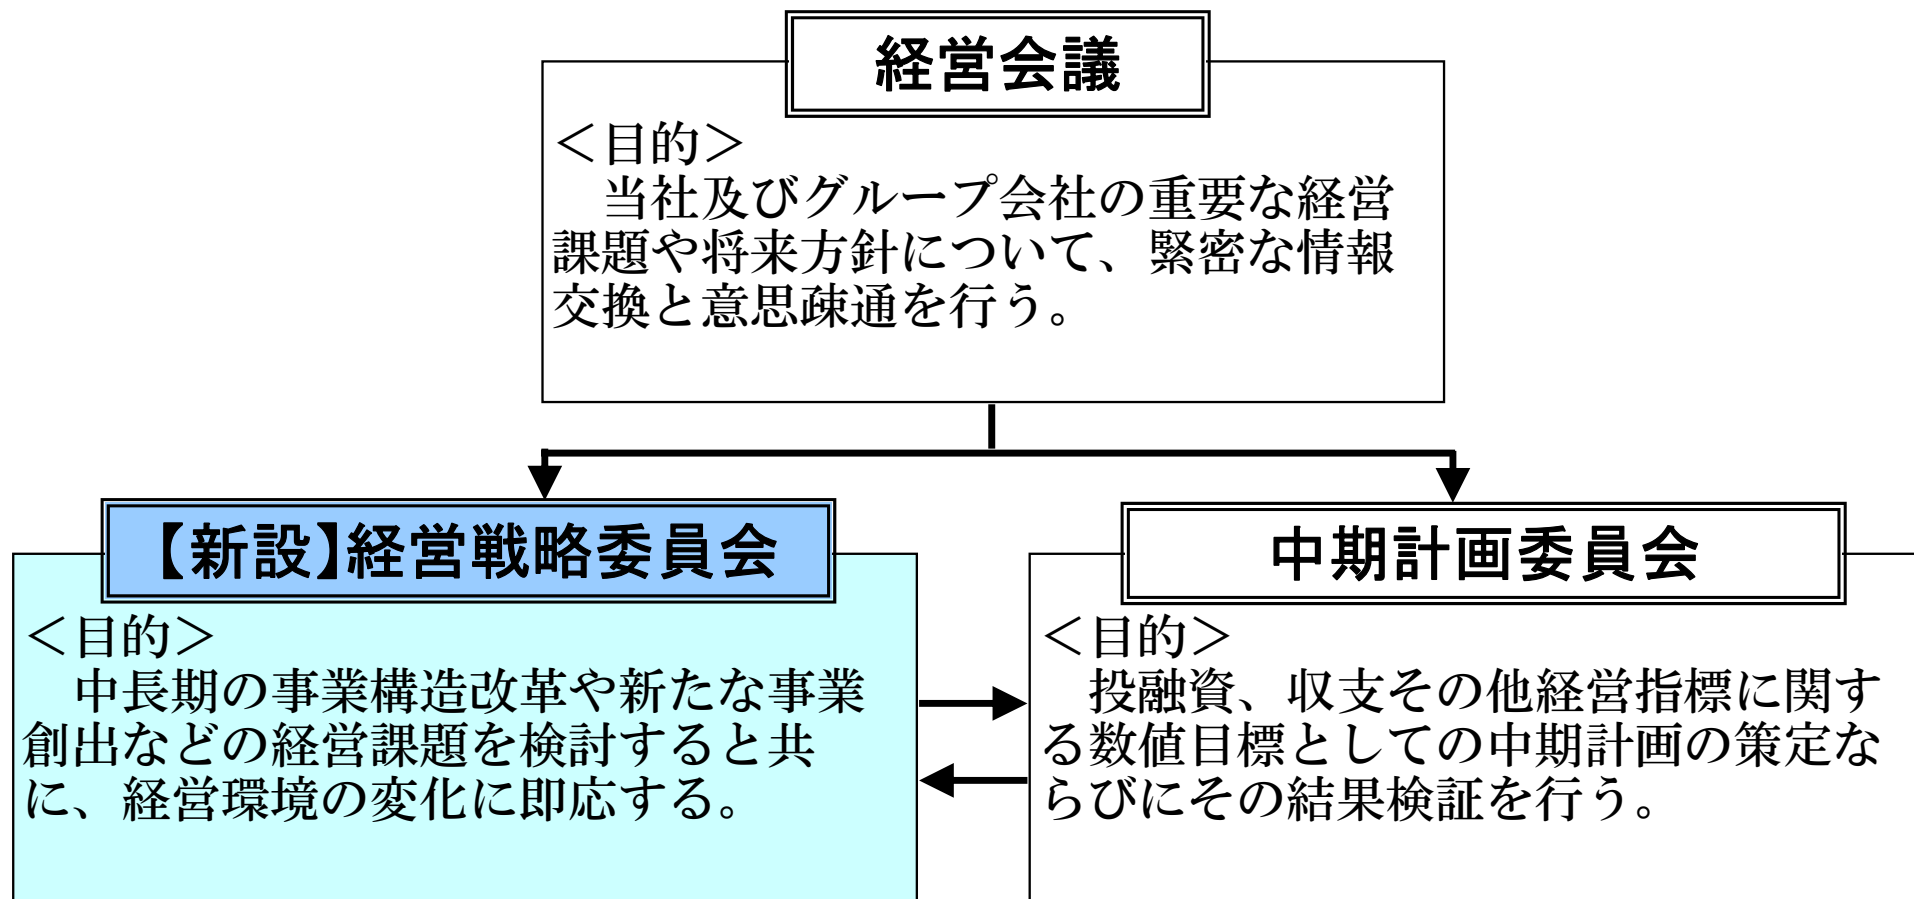 経営会議
＜目的＞
　当社及びグループ会社の重要な経営
課題や将来方針について、緊密な情報
交換と意思疎通を行う。
【新設】経営戦略委員会
＜目的＞
　中長期の事業構造改革や新たな事業
創出などの経営課題を検討すると共
に、経営環境の変化に即応する。
中期計画委員会
＜目的＞
　投融資、収支その他経営指標に関す
る数値目標としての中期計画の策定な
らびにその結果検証を行う。